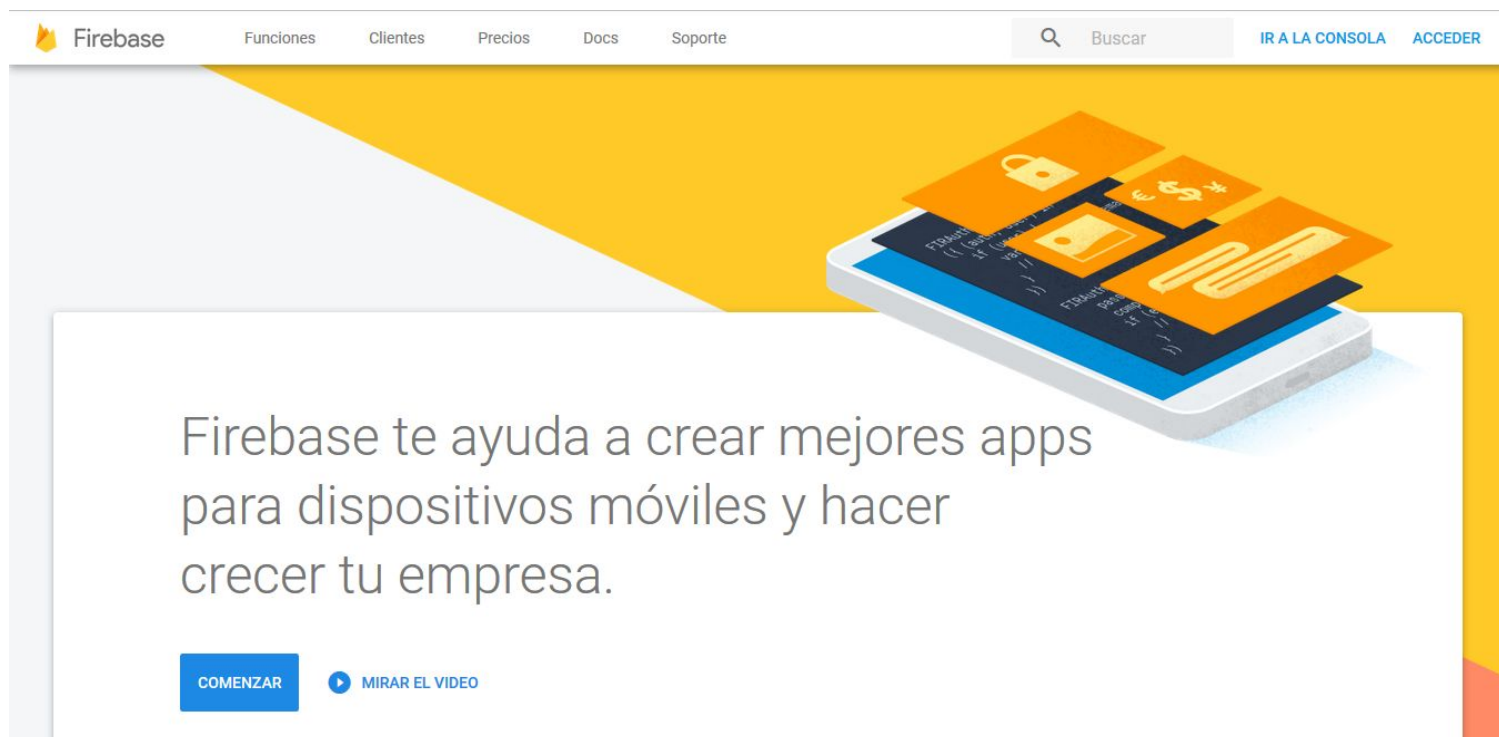 Firebase Funciones Clientes Precios Docs Soporte Buscar IR A LA CONSOLA ACCEDER
€ $ ¥
Firebase te ayuda a crear mejores apps
para dispositivos móviles y hacer
crecer tu empresa.
COMENZAR MIRAR EL VIDEO